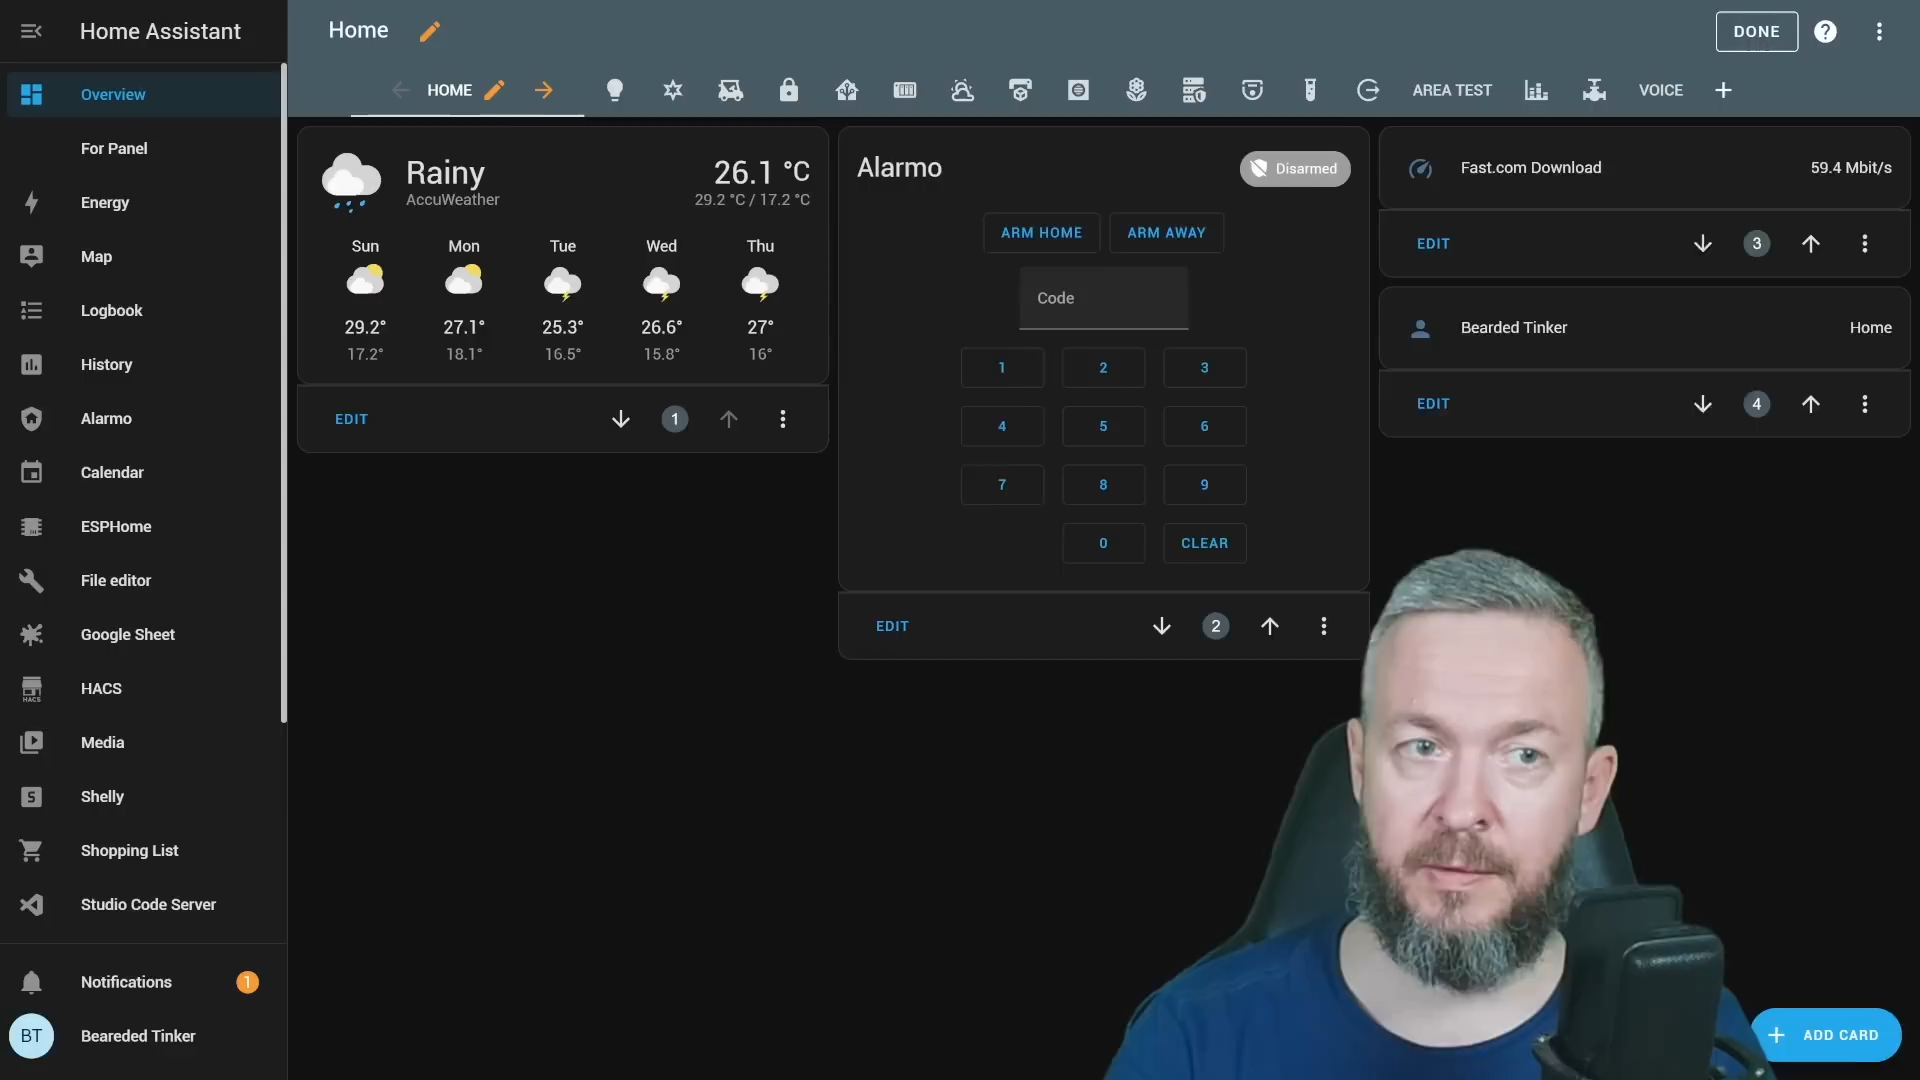 Home Assistant
Overview
For Panel
Energy
Map
Logbook
History
Alarmo
Calendar
ESPHome
File editor
Google Sheet
HACS
HACS
Media
S
Shelly
Shopping List
Studio Code Server
Notifications
1
BT
Beareded Tinker
Home
DONE
?
HOME
AREA TEST
VOICE
Rainy
26.1 °C
AccuWeather
29.2 °C / 17.2 °C
Sun Mon Tue Wed Thu
29.2° 27.1° 25.3° 26.6° 27°
17.2° 18.1° 16.5° 15.8° 16°
EDIT
1
Alarmo
Disarmed
ARM HOME
ARM AWAY
Code
1 2 3
4 5 6
7 8 9
0 CLEAR
EDIT
2
Fast.com Download
59.4 Mbit/s
EDIT
3
Bearded Tinker
Home
EDIT
4
+ ADD CARD